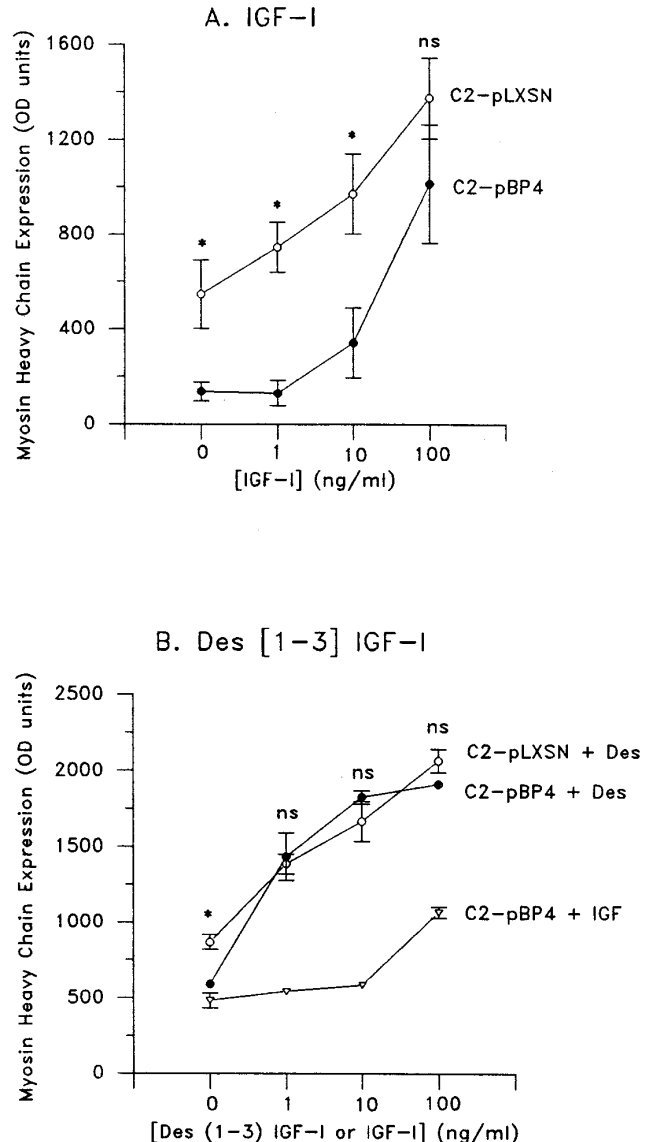 A. IGF-I
Myosin Heavy Chain Expression (OD units)
1600
1200
800
400
0
*
*
*
ns
C2-pLXSN
C2-pBP4
0
1
10
100
[IGF-I] (ng/ml)
B. Des [1-3] IGF-I
Myosin Heavy Chain Expression (OD units)
2500
2000
1500
1000
500
0
*
ns
ns
ns
C2-pLXSN + Des
C2-pBP4 + Des
C2-pBP4 + IGF
0
1
10
100
[Des (1-3) IGF-I or IGF-I] (ng/ml)